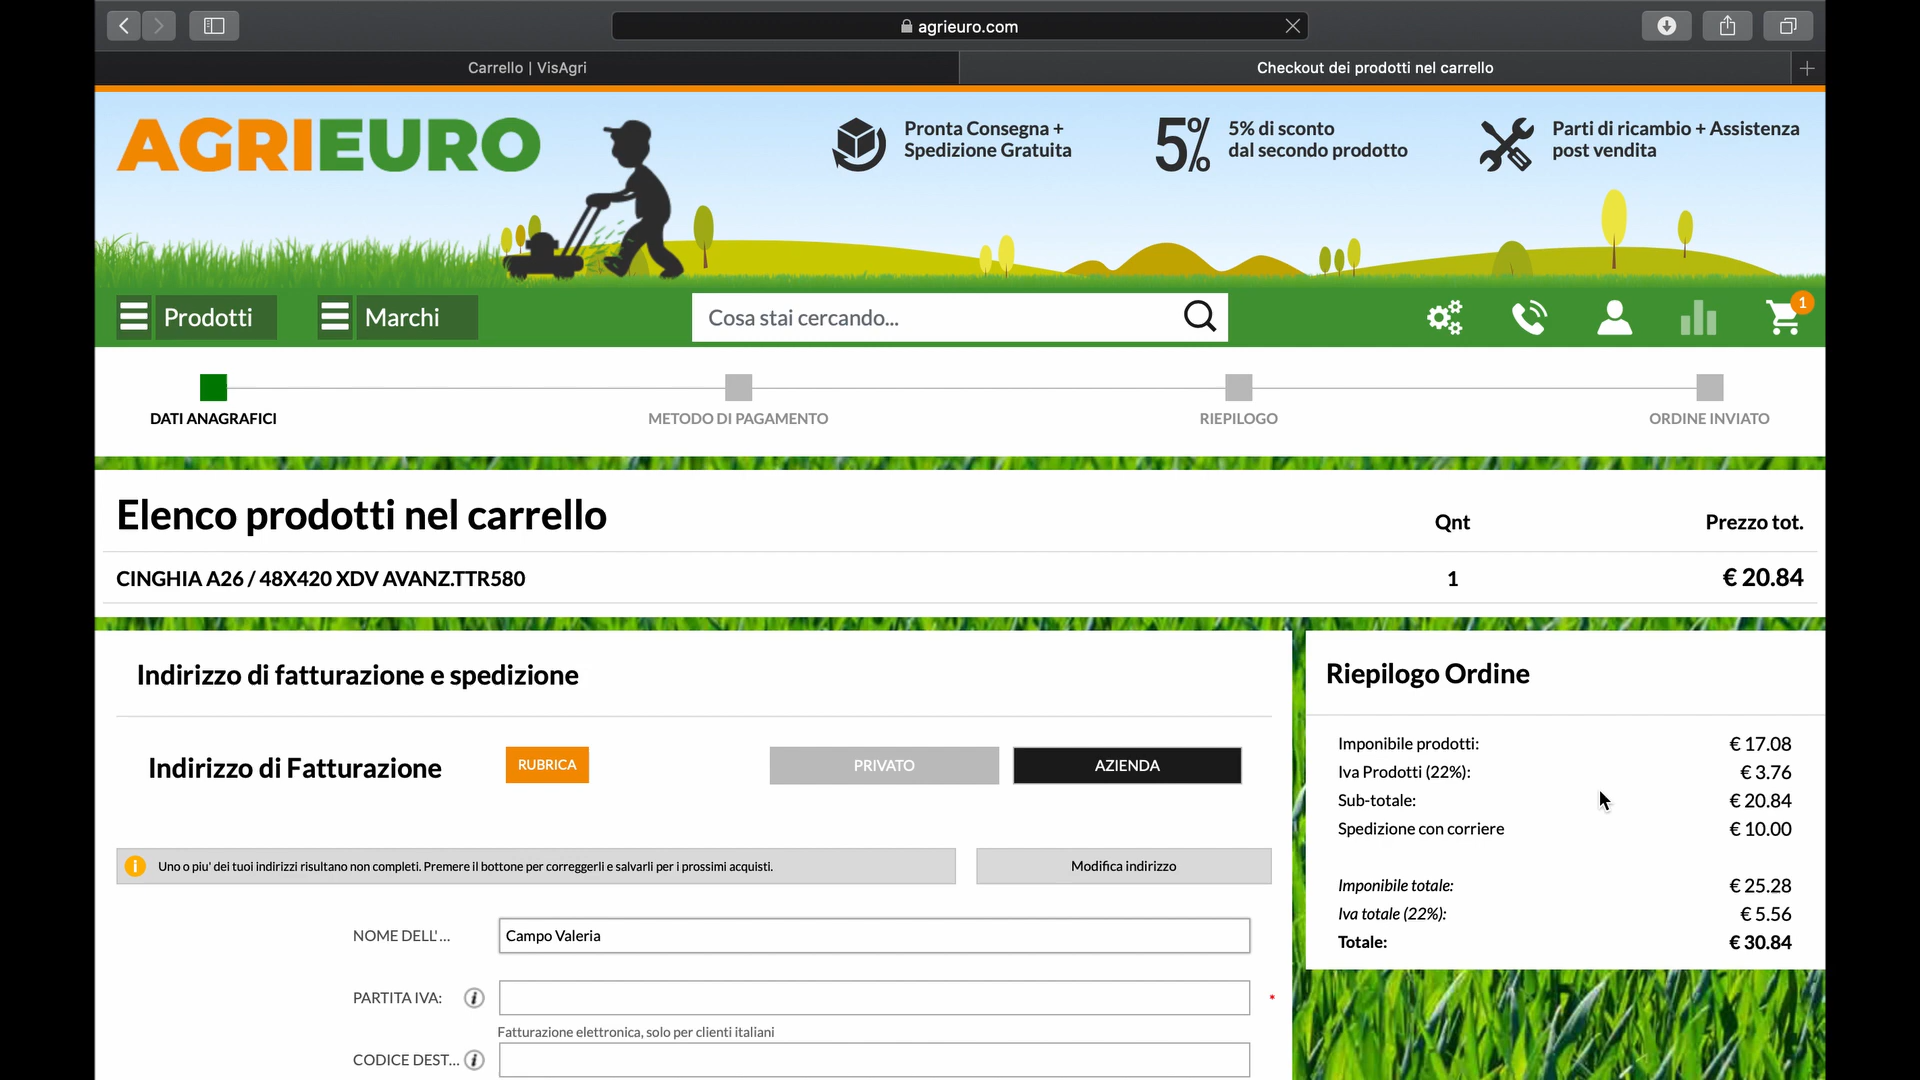 agrieuro.com
Carrello | VisAgri
Checkout dei prodotti nel carrello
AGRIEURO
Pronta Consegna +
Spedizione Gratuita
5%
5% di sconto
dal secondo prodotto
Parti di ricambio + Assistenza
post vendita
Prodotti
Marchi
Cosa stai cercando...
1
DATI ANAGRAFICI
METODO DI PAGAMENTO
RIEPILOGO
ORDINE INVIATO
Elenco prodotti nel carrello
Qnt
Prezzo tot.
CINGHIA A26 / 48X420 XDV AVANZ.TTR580
1
€ 20.84
Indirizzo di fatturazione e spedizione
Indirizzo di Fatturazione
RUBRICA
PRIVATO
AZIENDA
Uno o piu' dei tuoi indirizzi risultano non completi. Premere il bottone per correggerli e salvarli per i prossimi acquisti.
Modifica indirizzo
NOME DELL'...
Campo Valeria
PARTITA IVA:
*
Fatturazione elettronica, solo per clienti italiani
CODICE DEST...
Riepilogo Ordine
Imponibile prodotti: € 17.08
Iva Prodotti (22%): € 3.76
Sub-totale: € 20.84
Spedizione con corriere € 10.00
Imponibile totale: € 25.28
Iva totale (22%): € 5.56
Totale: € 30.84